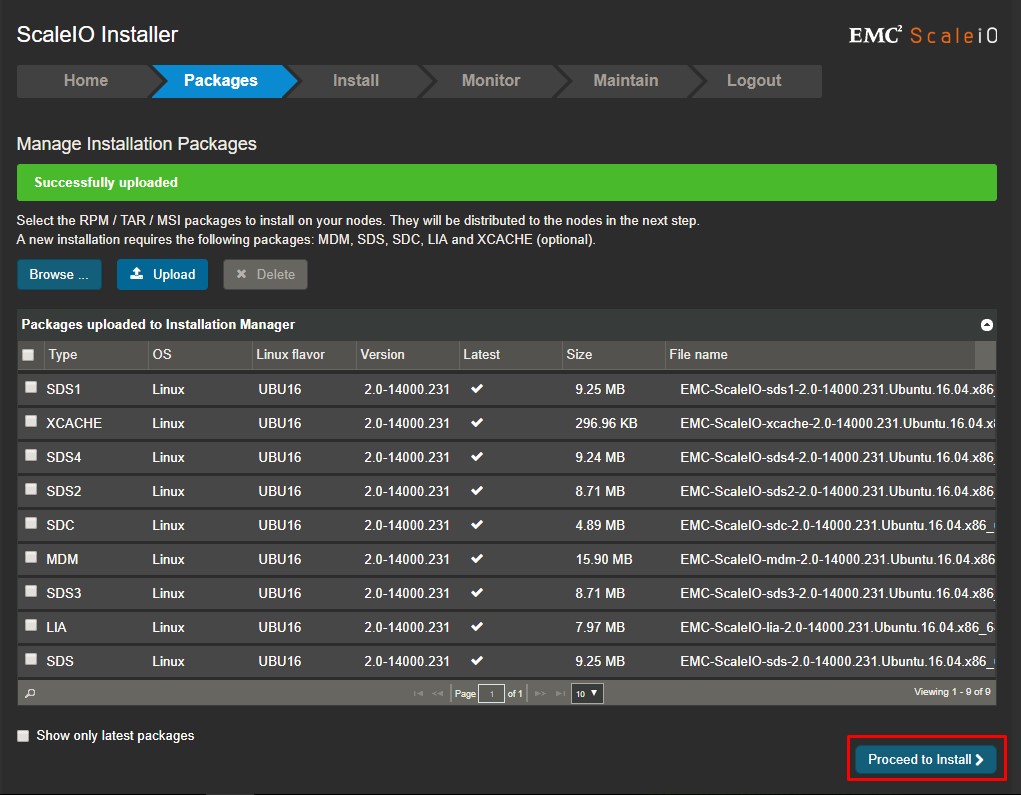 ScaleIO Installer
EMC² ScaleiO
Home Packages Install Monitor Maintain Logout
Manage Installation Packages
Successfully uploaded
Select the RPM / TAR / MSI packages to install on your nodes. They will be distributed to the nodes in the next step.
A new installation requires the following packages: MDM, SDS, SDC, LIA and XCACHE (optional).
Browse ... Upload Delete
Packages uploaded to Installation Manager
Type OS Linux flavor Version Latest Size File name
SDS1 Linux UBU16 2.0-14000.231 ✔ 9.25 MB EMC-ScaleIO-sds1-2.0-14000.231.Ubuntu.16.04.x86_
XCACHE Linux UBU16 2.0-14000.231 ✔ 296.96 KB EMC-ScaleIO-xcache-2.0-14000.231.Ubuntu.16.04.x
SDS4 Linux UBU16 2.0-14000.231 ✔ 9.24 MB EMC-ScaleIO-sds4-2.0-14000.231.Ubuntu.16.04.x86_
SDS2 Linux UBU16 2.0-14000.231 ✔ 8.71 MB EMC-ScaleIO-sds2-2.0-14000.231.Ubuntu.16.04.x86_
SDC Linux UBU16 2.0-14000.231 ✔ 4.89 MB EMC-ScaleIO-sdc-2.0-14000.231.Ubuntu.16.04.x86_
MDM Linux UBU16 2.0-14000.231 ✔ 15.90 MB EMC-ScaleIO-mdm-2.0-14000.231.Ubuntu.16.04.x86
SDS3 Linux UBU16 2.0-14000.231 ✔ 8.71 MB EMC-ScaleIO-sds3-2.0-14000.231.Ubuntu.16.04.x86_
LIA Linux UBU16 2.0-14000.231 ✔ 7.97 MB EMC-ScaleIO-lia-2.0-14000.231.Ubuntu.16.04.x86_6
SDS Linux UBU16 2.0-14000.231 ✔ 9.25 MB EMC-ScaleIO-sds-2.0-14000.231.Ubuntu.16.04.x86_
Page 1 of 1 10 Viewing 1 - 9 of 9
Show only latest packages
Proceed to Install